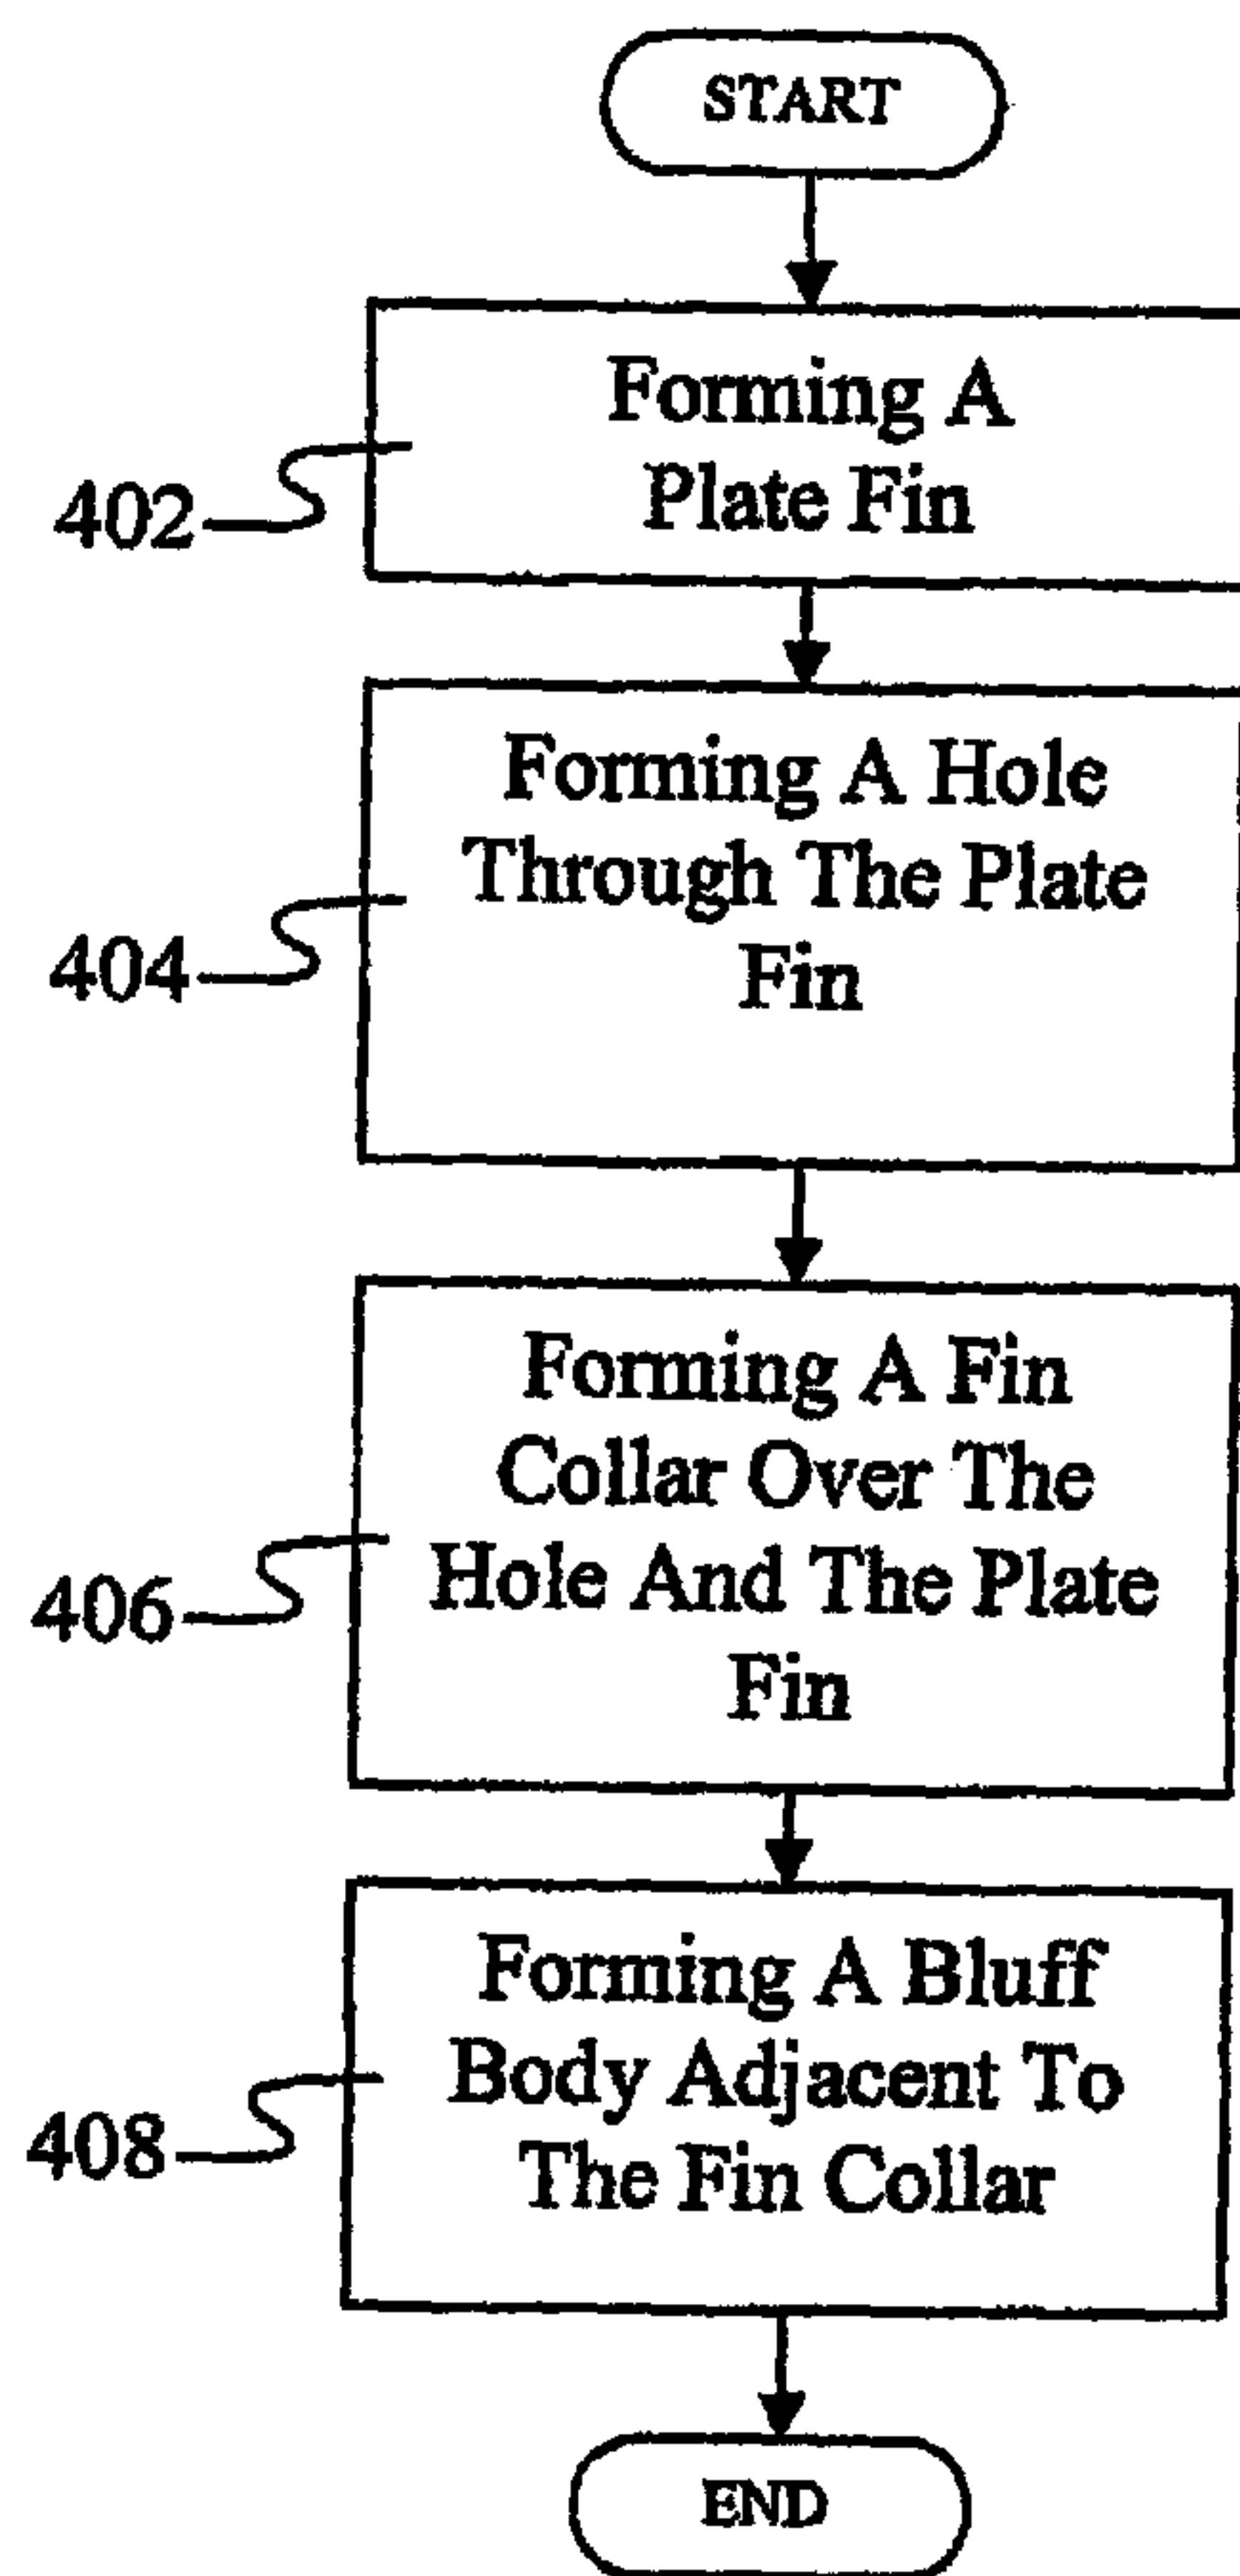 START
Forming A
Plate Fin
402
Forming A Hole
Through The Plate
Fin
404
Forming A Fin
Collar Over The
Hole And The Plate
Fin
406
Forming A Bluff
Body Adjacent To
The Fin Collar
408
END